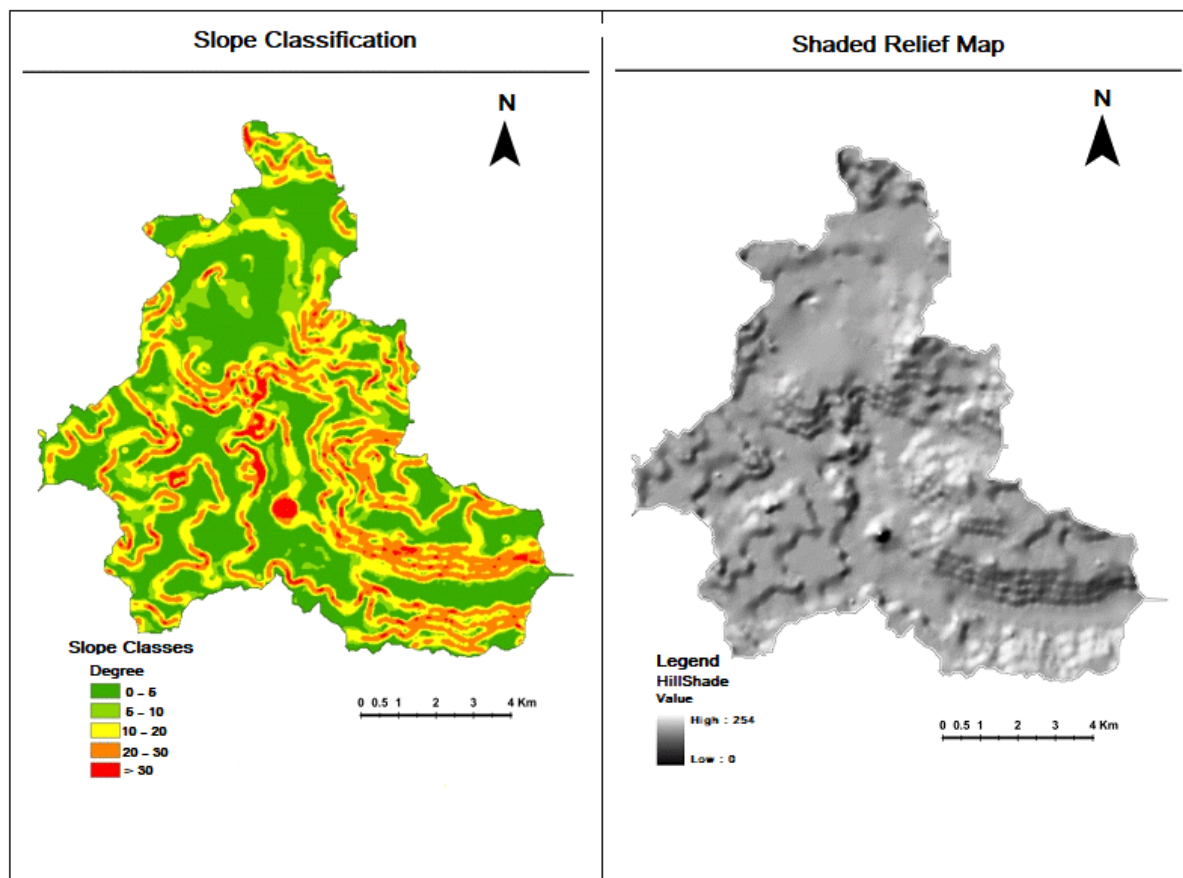 Slope Classification
N
Slope Classes
Degree
0 – 5
5 – 10
10 – 20
20 – 30
> 30
0 0.5 1 2 3 4 Km
Shaded Relief Map
N
Legend
HillShade
Value
High : 254
Low : 0
0 0.5 1 2 3 4 Km